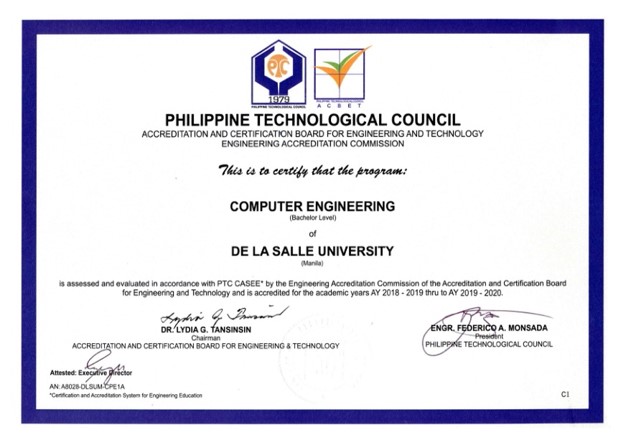 PTC
1979
PHILIPPINE TECHNOLOGICAL COUNCIL
A C B E T
PHILIPPINE TECHNOLOGICAL COUNCIL
ACCREDITATION AND CERTIFICATION BOARD FOR ENGINEERING AND TECHNOLOGY
ENGINEERING ACCREDITATION COMMISSION
This is to certify that the program:
COMPUTER ENGINEERING
(Bachelor Level)
of
DE LA SALLE UNIVERSITY
(Manila)
is assessed and evaluated in accordance with PTC CASEE* by the Engineering Accreditation Commission of the Accreditation and Certification Board
for Engineering and Technology and is accredited for the academic years AY 2018 - 2019 thru to AY 2019 - 2020.
DR. LYDIA G. TANSINSIN
Chairman
ACCREDITATION AND CERTIFICATION BOARD FOR ENGINEERING & TECHNOLOGY
ENGR. FEDERICO A. MONSADA
President
PHILIPPINE TECHNOLOGICAL COUNCIL
Attested: Executive Director
AN: A8028-DLSUM-CPE1A
*Certification and Accreditation System for Engineering Education
C1